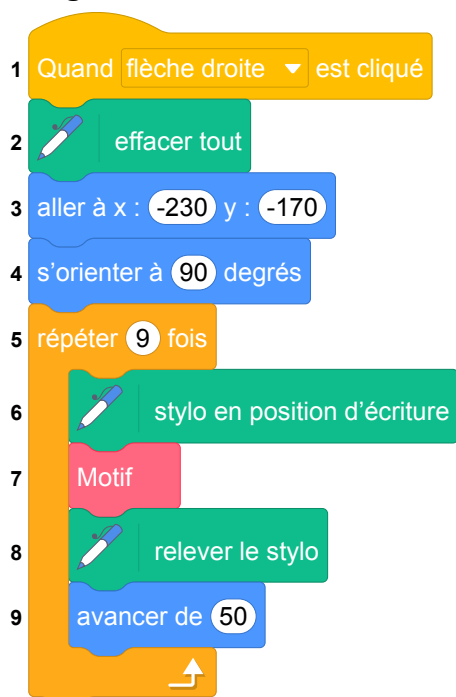 1 Quand flèche droite est cliqué
2 effacer tout
3 aller à x : -230 y : -170
4 s’orienter à 90 degrés
5 répéter 9 fois
6 stylo en position d’écriture
7 Motif
8 relever le stylo
9 avancer de 50